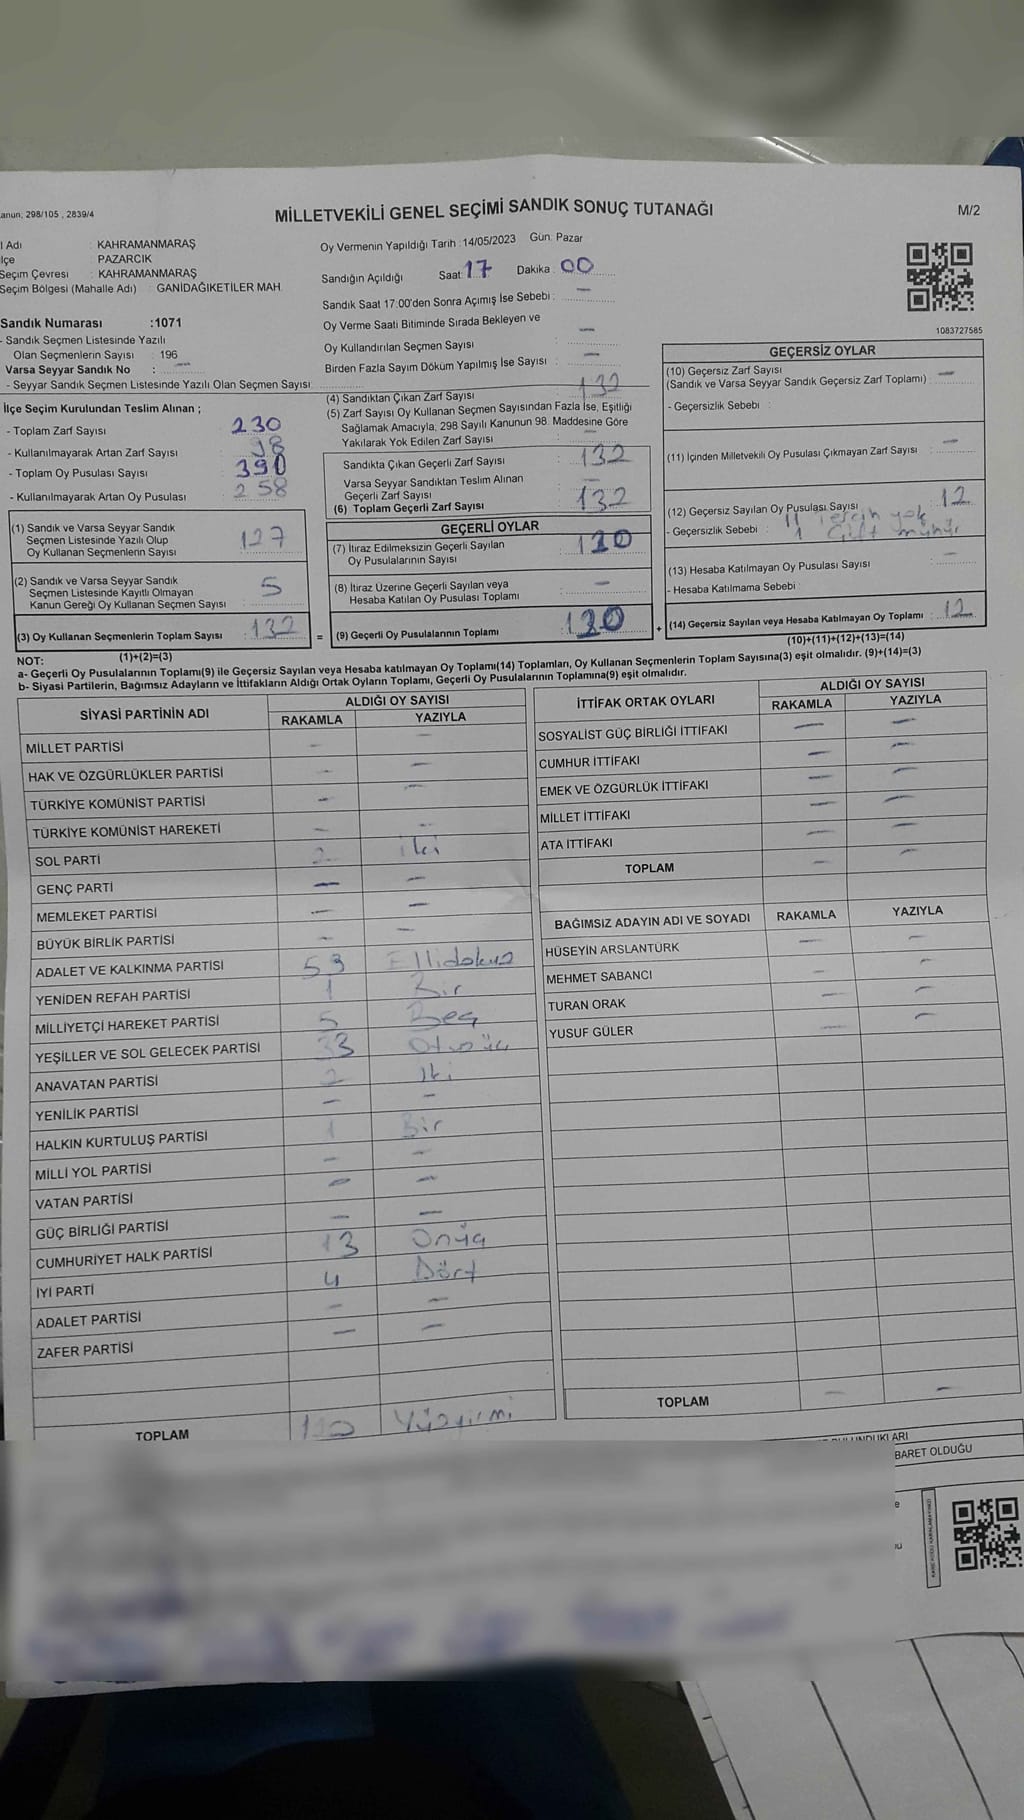 anun, 298/105 , 2839/4
MİLLETVEKİLİ GENEL SEÇİMİ SANDIK SONUÇ TUTANAĞI
M/2
l Adı : KAHRAMANMARAŞ
lçe : PAZARCIK
Seçim Çevresi : KAHRAMANMARAŞ
Seçim Bölgesi (Mahalle Adı) : GANİDAĞIKETİLER MAH.
Sandık Numarası :1071
- Sandık Seçmen Listesinde Yazılı
Olan Seçmenlerin Sayısı : 196
Varsa Seyyar Sandık No : —
- Seyyar Sandık Seçmen Listesinde Yazılı Olan Seçmen Sayısı:
Oy Vermenin Yapıldığı Tarih :14/05/2023 Gün: Pazar
Sandığın Açıldığı Saat: 17 Dakika : 00
Sandık Saat 17:00'den Sonra Açımış İse Sebebi : —
Oy Verme Saati Bitiminde Sırada Bekleyen ve
Oy Kullandırılan Seçmen Sayısı : —
Birden Fazla Sayım Döküm Yapılmış İse Sayısı : —
1083727585
İlçe Seçim Kurulundan Teslim Alınan ;
- Toplam Zarf Sayısı : 230
- Kullanılmayarak Artan Zarf Sayısı : 98
- Toplam Oy Pusulası Sayısı : 390
- Kullanılmayarak Artan Oy Pusulası : 258
(1) Sandık ve Varsa Seyyar Sandık
Seçmen Listesinde Yazılı Olup
Oy Kullanan Seçmenlerin Sayısı : 127
(2) Sandık ve Varsa Seyyar Sandık
Seçmen Listesinde Kayıtlı Olmayan
Kanun Gereği Oy Kullanan Seçmen Sayısı : 5
(3) Oy Kullanan Seçmenlerin Toplam Sayısı : 132
(1)+(2)=(3)
(4) Sandıktan Çıkan Zarf Sayısı : 132
(5) Zarf Sayısı Oy Kullanan Seçmen Sayısından Fazla İse, Eşitliği
Sağlamak Amacıyla, 298 Sayılı Kanunun 98. Maddesine Göre
Yakılarak Yok Edilen Zarf Sayısı : —
Sandıkta Çıkan Geçerli Zarf Sayısı : 132
Varsa Seyyar Sandıktan Teslim Alınan
Geçerli Zarf Sayısı :
(6) Toplam Geçerli Zarf Sayısı : 132
GEÇERLİ OYLAR
(7) İtiraz Edilmeksizin Geçerli Sayılan
Oy Pusulalarının Sayısı : 120
(8) İtiraz Üzerine Geçerli Sayılan veya
Hesaba Katılan Oy Pusulası Toplamı : —
= (9) Geçerli Oy Pusulalarının Toplamı : 120 +
GEÇERSİZ OYLAR
(10) Geçersiz Zarf Sayısı
(Sandık ve Varsa Seyyar Sandık Geçersiz Zarf Toplamı) : —
- Geçersizlik Sebebi :
(11) İçinden Milletvekili Oy Pusulası Çıkmayan Zarf Sayısı : —
(12) Geçersiz Sayılan Oy Pusulası Sayısı : 12
- Geçersizlik Sebebi : 11 Tercih yok
1 Çift mühür
(13) Hesaba Katılmayan Oy Pusulası Sayısı : —
- Hesaba Katılmama Sebebi :
(14) Geçersiz Sayılan veya Hesaba Katılmayan Oy Toplamı : 12
(10)+(11)+(12)+(13)=(14)
NOT:
a- Geçerli Oy Pusulalarının Toplamı(9) ile Geçersiz Sayılan veya Hesaba katılmayan Oy Toplamı(14) Toplamları, Oy Kullanan Seçmenlerin Toplam Sayısına(3) eşit olmalıdır. (9)+(14)=(3)
b- Siyasi Partilerin, Bağımsız Adayların ve İttifakların Aldığı Ortak Oyların Toplamı, Geçerli Oy Pusulalarının Toplamına(9) eşit olmalıdır.
SİYASİ PARTİNİN ADI ALDIĞI OY SAYISI
RAKAMLA YAZIYLA
MİLLET PARTİSİ — —
HAK VE ÖZGÜRLÜKLER PARTİSİ — —
TÜRKİYE KOMÜNİST PARTİSİ — —
TÜRKİYE KOMÜNİST HAREKETİ — —
SOL PARTİ 2 iki
GENÇ PARTİ — —
MEMLEKET PARTİSİ — —
BÜYÜK BİRLİK PARTİSİ — —
ADALET VE KALKINMA PARTİSİ 59 Ellidokuz
YENİDEN REFAH PARTİSİ 1 Bir
MİLLİYETÇİ HAREKET PARTİSİ 5 Beş
YEŞİLLER VE SOL GELECEK PARTİSİ 33 Otuzüç
ANAVATAN PARTİSİ 2 İki
YENİLİK PARTİSİ — —
HALKIN KURTULUŞ PARTİSİ 1 Bir
MİLLİ YOL PARTİSİ — —
VATAN PARTİSİ — —
GÜÇ BİRLİĞİ PARTİSİ — —
CUMHURİYET HALK PARTİSİ 13 Onüç
İYİ PARTİ 4 Dört
ADALET PARTİSİ — —
ZAFER PARTİSİ — —
TOPLAM 120 Yüzyirmi
İTTİFAK ORTAK OYLARI ALDIĞI OY SAYISI
RAKAMLA YAZIYLA
SOSYALİST GÜÇ BİRLİĞİ İTTİFAKI — —
CUMHUR İTTİFAKI — —
EMEK VE ÖZGÜRLÜK İTTİFAKI — —
MİLLET İTTİFAKI — —
ATA İTTİFAKI — —
TOPLAM — —
BAĞIMSIZ ADAYIN ADI VE SOYADI RAKAMLA YAZIYLA
HÜSEYİN ARSLANTÜRK — —
MEHMET SABANCI — —
TURAN ORAK — —
YUSUF GÜLER — —
TOPLAM — —
BARET OLDUĞU